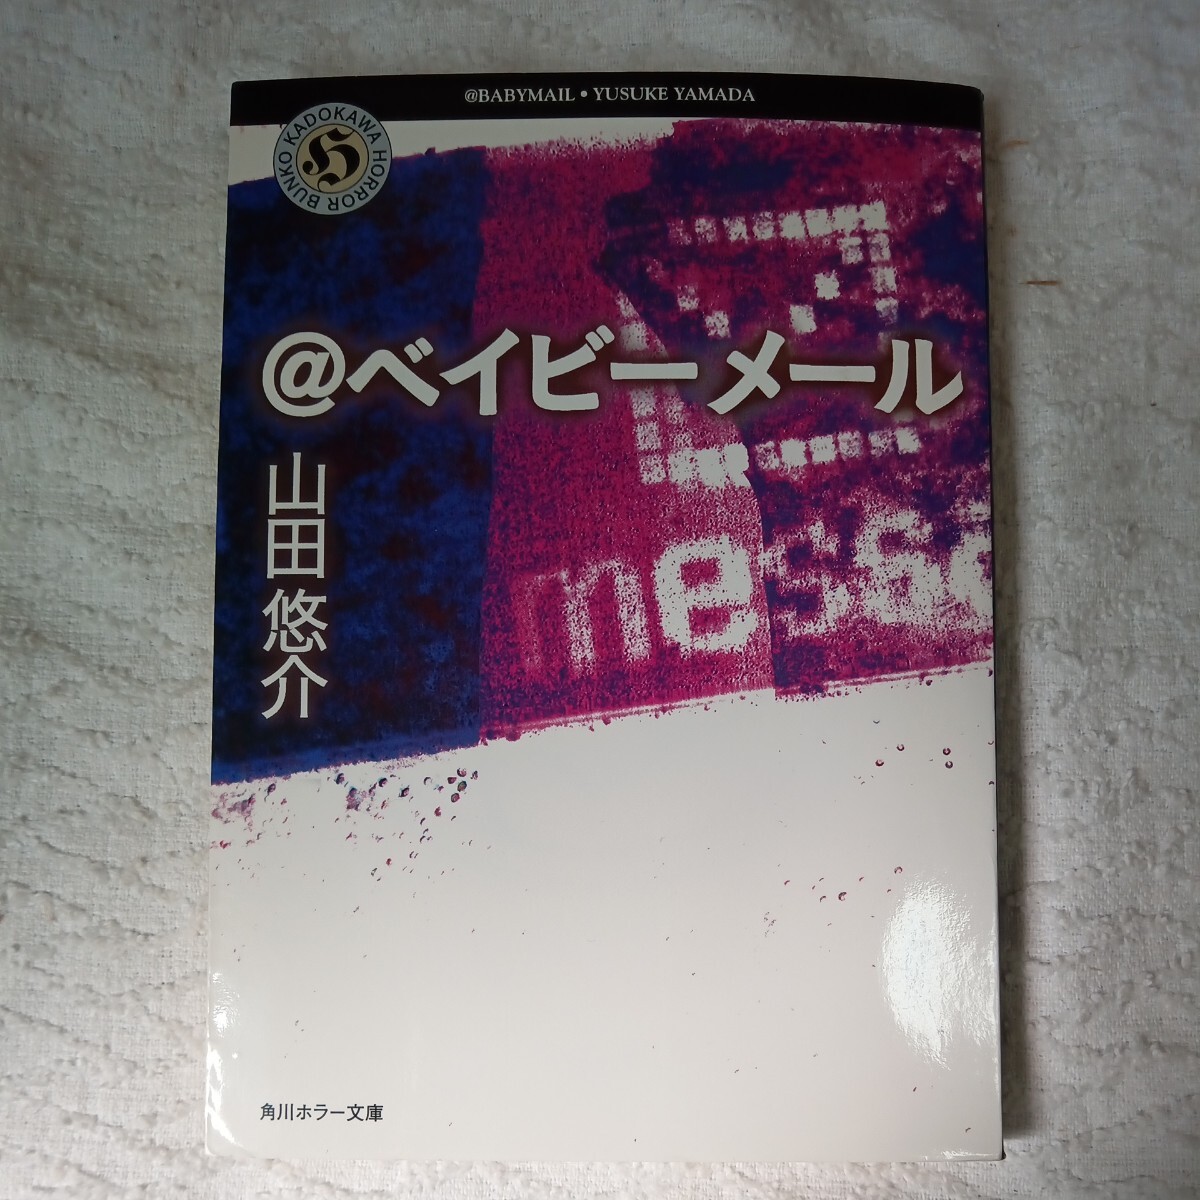 @BABYMAIL • YUSUKE YAMADA
KADOKAWA HORROR BUNKO
H
@ベイビーメール
山田悠介
messa
角川ホラー文庫